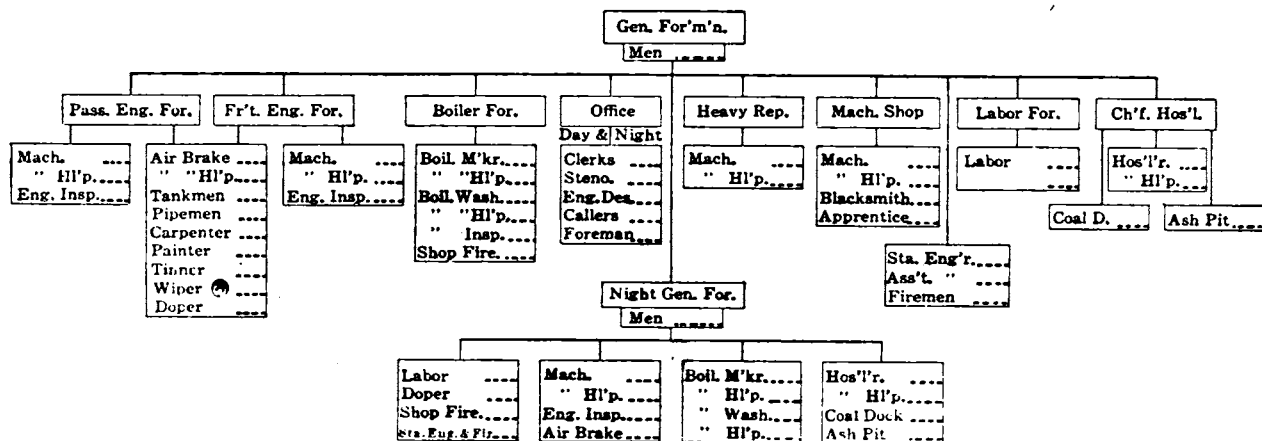 Gen. For'm'n.
Men
Pass. Eng. For.
Fr't. Eng. For.
Boiler For.
Office
Heavy Rep.
Mach. Shop
Labor For.
Ch'f. Hos'l.
Day & Night
Mach.
" Hl'p.
Eng. Insp.
Air Brake
" " Hl'p.
Tankmen
Pipemen
Carpenter
Painter
Tinner
Wiper
Doper
Mach.
" Hl'p.
Eng. Insp.
Boil. M'kr.
" " Hl'p.
Boil. Wash.
" " Hl'p.
" Insp.
Shop Fire.
Clerks
Steno.
Eng. Des.
Callers
Foreman
Mach.
" Hl'p.
Mach.
" Hl'p.
Blacksmith
Apprentice
Labor
Hos'l'r.
" Hl'p.
Coal D.
Ash Pit
Sta. Eng'r.
Ass't. "
Firemen
Night Gen. For.
Men
Labor
Doper
Shop Fire.
Sta. Eng. & Fir.
Mach.
" Hl'p.
Eng. Insp.
Air Brake
Boil. M'kr.
" Hl'p.
" Wash.
" Hl'p.
Hos'l'r.
" Hl'p.
Coal Dock
Ash Pit